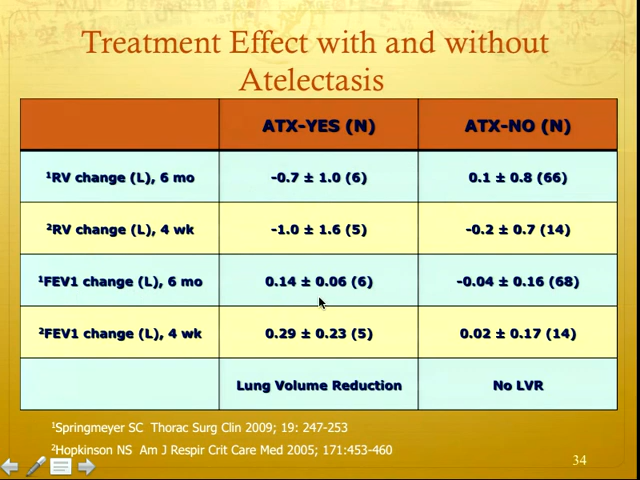 Treatment Effect with and without
Atelectasis
ATX-YES (N) ATX-NO (N)
¹RV change (L), 6 mo -0.7 ± 1.0 (6) 0.1 ± 0.8 (66)
²RV change (L), 4 wk -1.0 ± 1.6 (5) -0.2 ± 0.7 (14)
¹FEV1 change (L), 6 mo 0.14 ± 0.06 (6) -0.04 ± 0.16 (68)
²FEV1 change (L), 4 wk 0.29 ± 0.23 (5) 0.02 ± 0.17 (14)
Lung Volume Reduction No LVR
¹Springmeyer SC Thorac Surg Clin 2009; 19: 247-253
²Hopkinson NS Am J Respir Crit Care Med 2005; 171:453-460
34